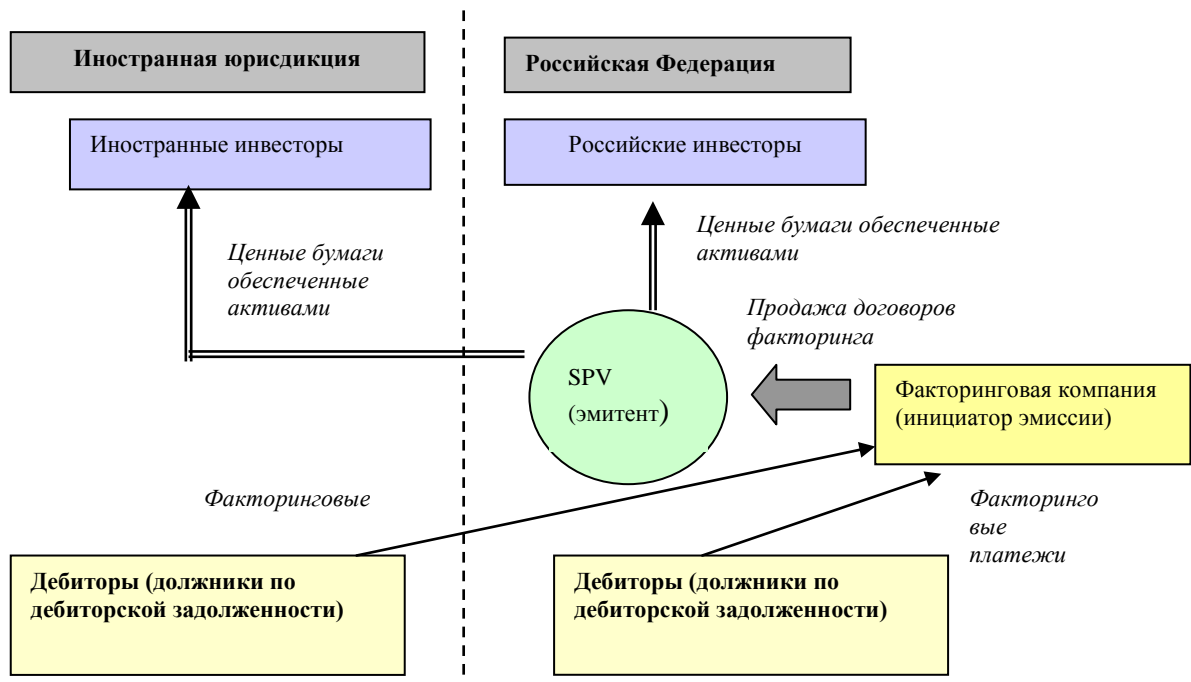 Иностранная юрисдикция
Российская Федерация
Иностранные инвесторы
Российские инвесторы
Ценные бумаги
обеспеченные
активами
Ценные бумаги обеспеченные
активами
Продажа договоров
факторинга
SPV
(эмитент)
Факторинговая компания
(инициатор эмиссии)
Факторинговые
Факторинго
вые
платежи
Дебиторы (должники по
дебиторской задолженности)
Дебиторы (должники по
дебиторской задолженности)